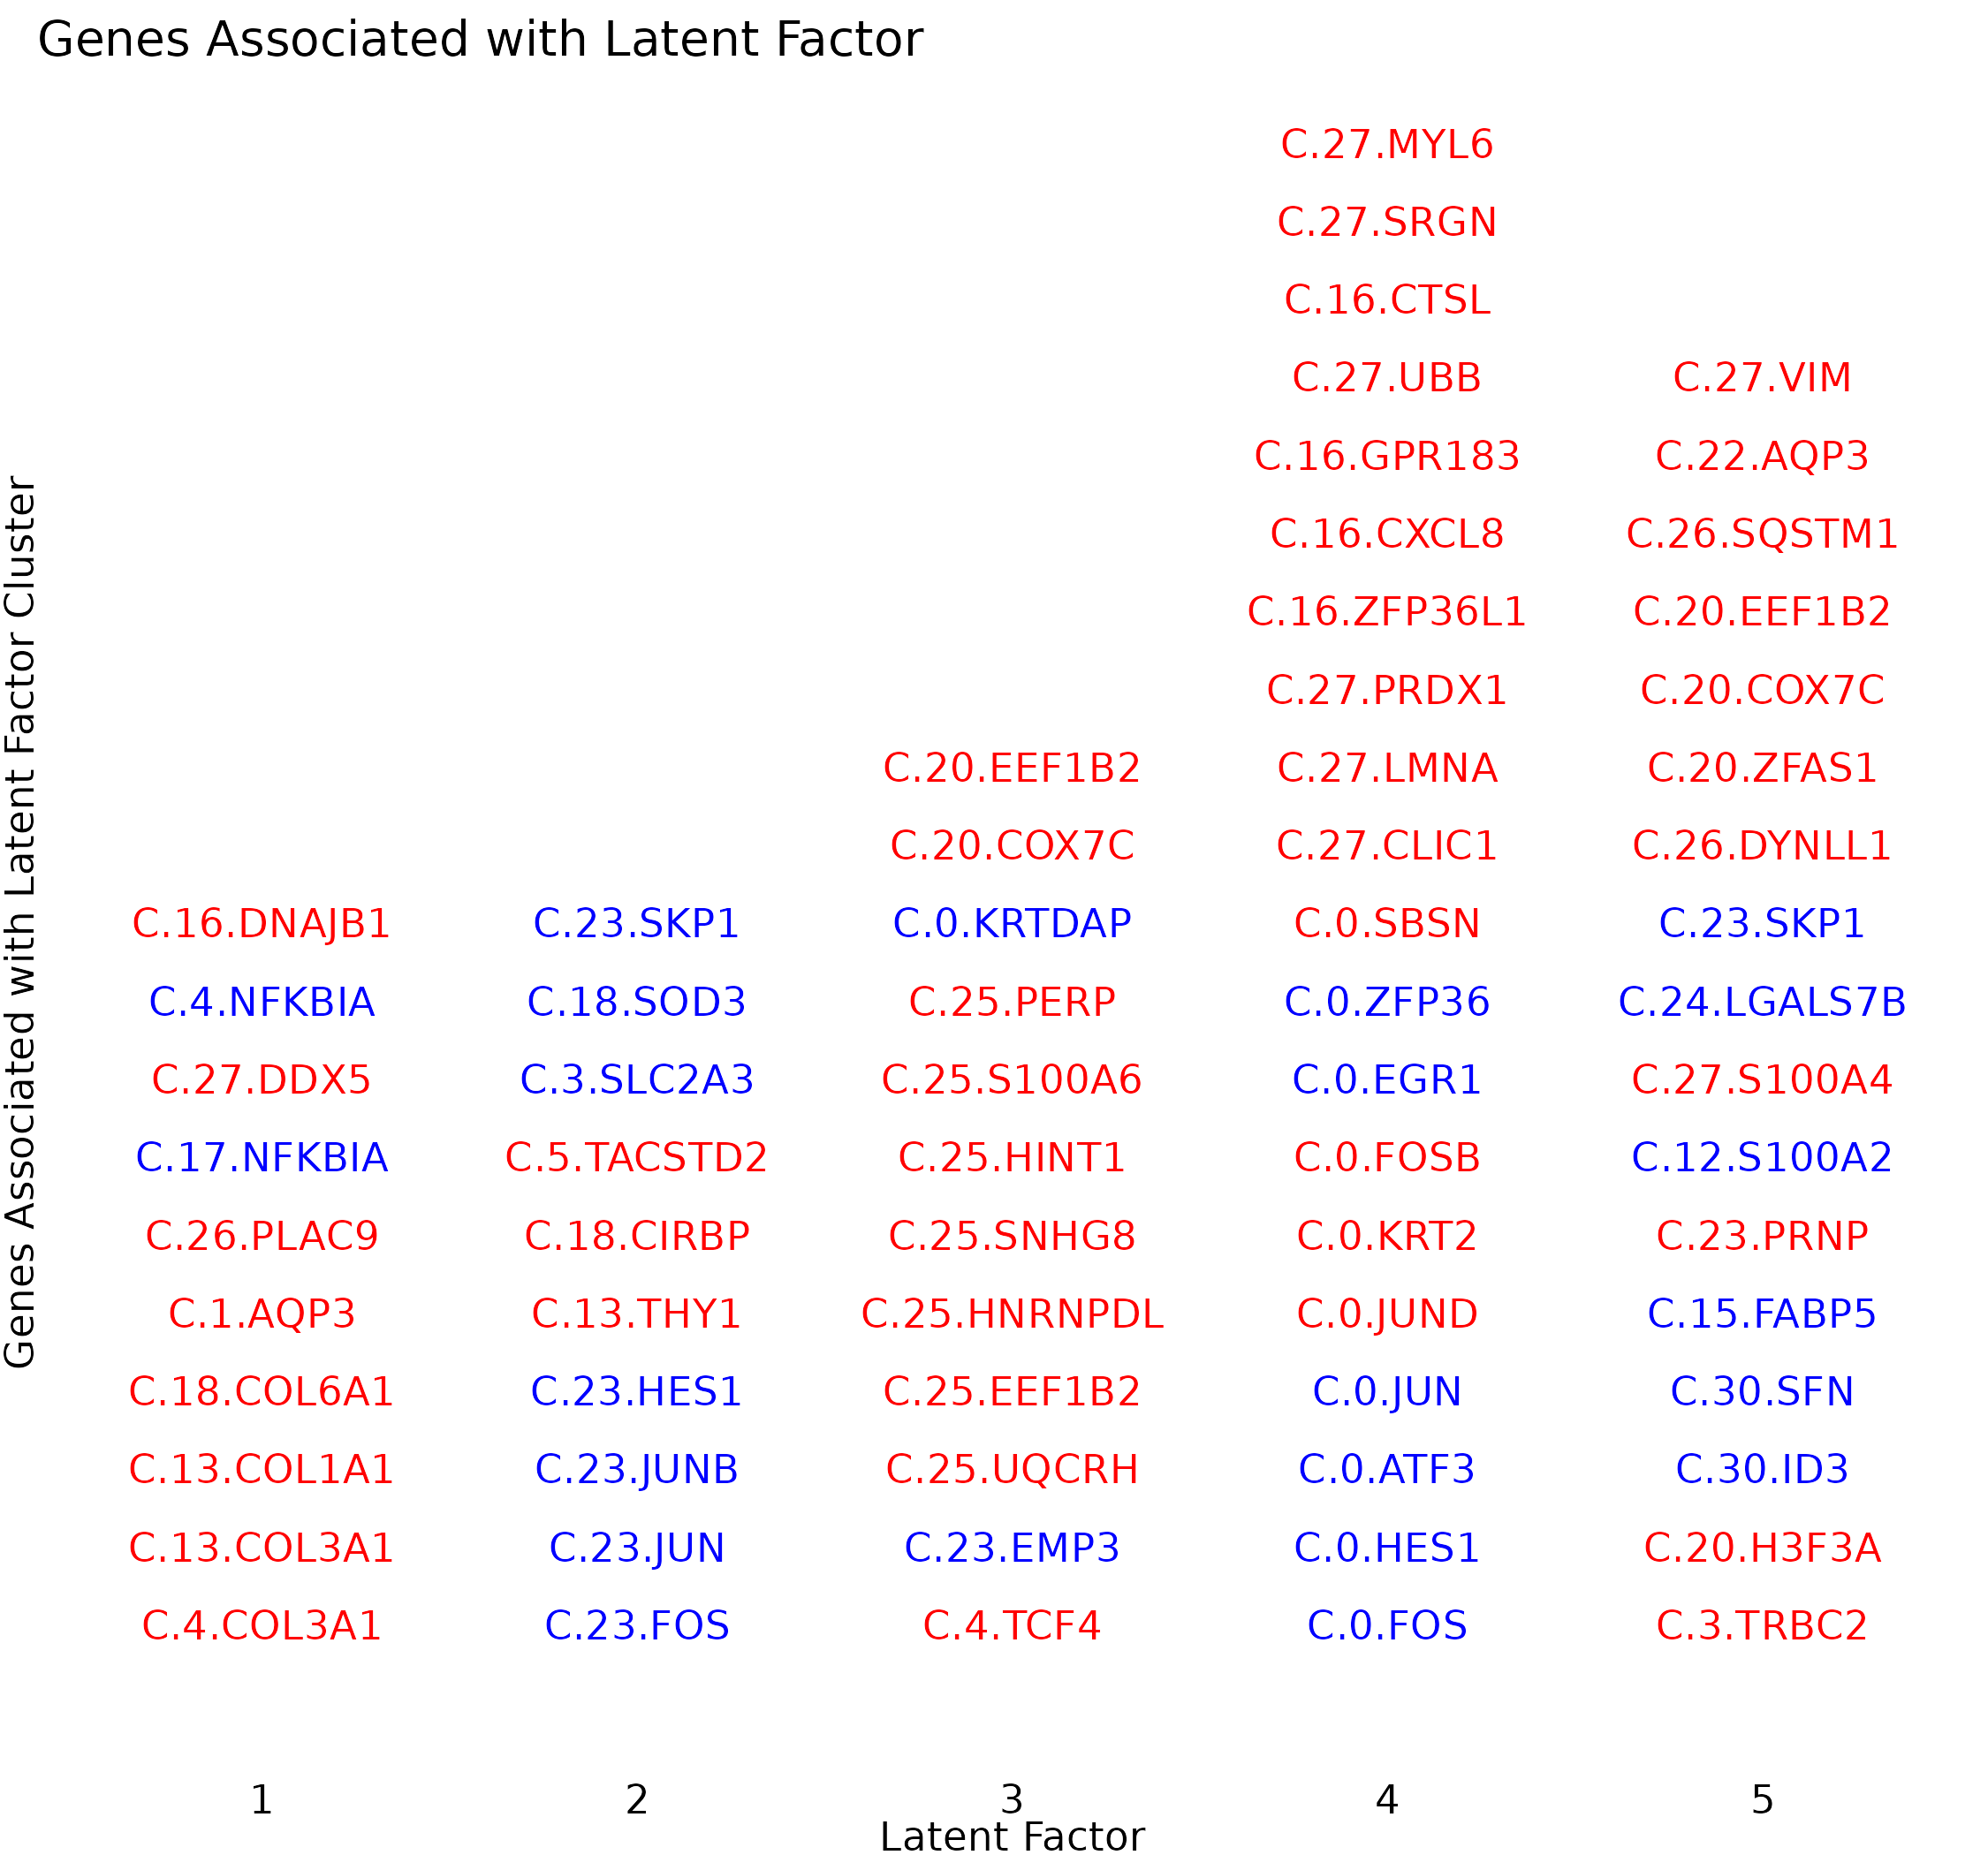 Genes Associated with Latent Factor
Genes Associated with Latent Factor Cluster
C.27.MYL6
C.27.SRGN
C.16.CTSL
C.27.UBB C.27.VIM
C.16.GPR183 C.22.AQP3
C.16.CXCL8 C.26.SQSTM1
C.16.ZFP36L1 C.20.EEF1B2
C.27.PRDX1 C.20.COX7C
C.20.EEF1B2 C.27.LMNA C.20.ZFAS1
C.20.COX7C C.27.CLIC1 C.26.DYNLL1
C.16.DNAJB1 C.23.SKP1 C.0.KRTDAP C.0.SBSN C.23.SKP1
C.4.NFKBIA C.18.SOD3 C.25.PERP C.0.ZFP36 C.24.LGALS7B
C.27.DDX5 C.3.SLC2A3 C.25.S100A6 C.0.EGR1 C.27.S100A4
C.17.NFKBIA C.5.TACSTD2 C.25.HINT1 C.0.FOSB C.12.S100A2
C.26.PLAC9 C.18.CIRBP C.25.SNHG8 C.0.KRT2 C.23.PRNP
C.1.AQP3 C.13.THY1 C.25.HNRNPDL C.0.JUND C.15.FABP5
C.18.COL6A1 C.23.HES1 C.25.EEF1B2 C.0.JUN C.30.SFN
C.13.COL1A1 C.23.JUNB C.25.UQCRH C.0.ATF3 C.30.ID3
C.13.COL3A1 C.23.JUN C.23.EMP3 C.0.HES1 C.20.H3F3A
C.4.COL3A1 C.23.FOS C.4.TCF4 C.0.FOS C.3.TRBC2
1 2 3 4 5
Latent Factor